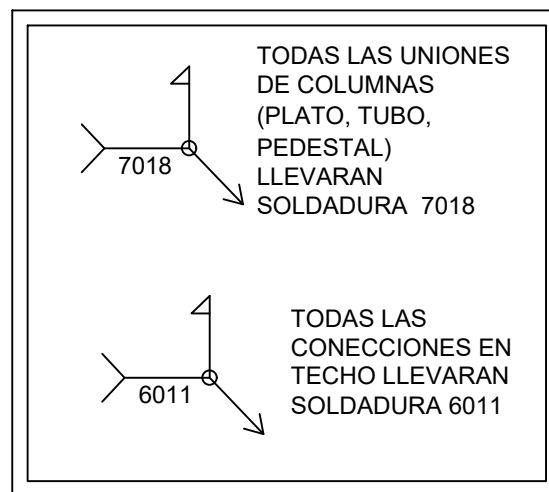 TODAS LAS UNIONES
DE COLUMNAS
(PLATO, TUBO,
PEDESTAL)
LLEVARAN
SOLDADURA 7018
7018
TODAS LAS
CONECCIONES EN
TECHO LLEVARAN
SOLDADURA 6011
6011